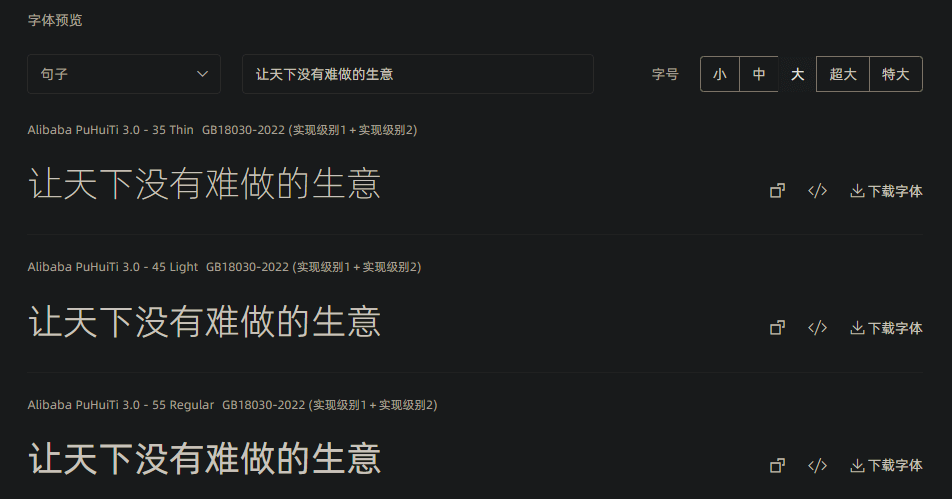 字体预览
句子 让天下没有难做的生意 字号 小 中 大 超大 特大
Alibaba PuHuiTi 3.0 - 35 Thin GB18030-2022 (实现级别1 + 实现级别2)
让天下没有难做的生意
</> 下载字体
Alibaba PuHuiTi 3.0 - 45 Light GB18030-2022 (实现级别1 + 实现级别2)
让天下没有难做的生意
</> 下载字体
Alibaba PuHuiTi 3.0 - 55 Regular GB18030-2022 (实现级别1 + 实现级别2)
让天下没有难做的生意
</> 下载字体